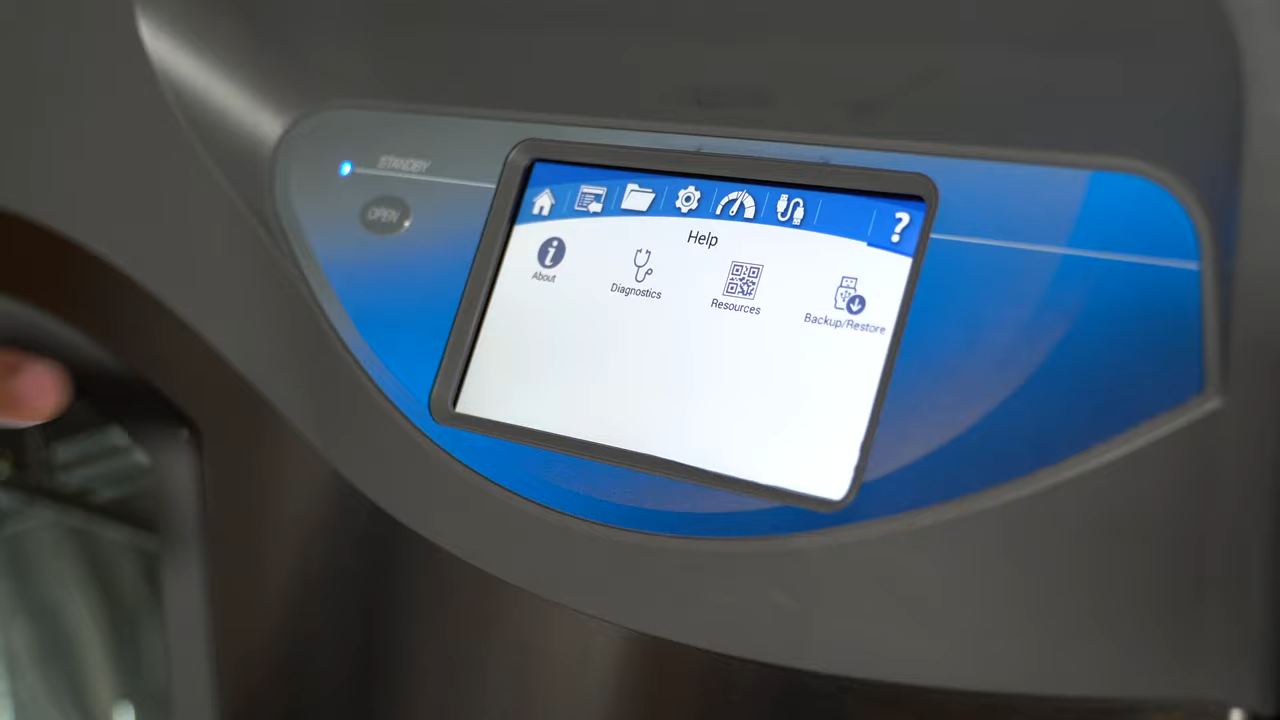 STANDBY
OPEN
?
Help
About
Diagnostics
Resources
Backup/Restore